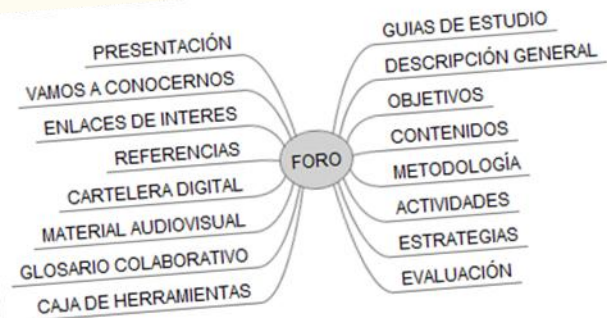 PRESENTACIÓN
VAMOS A CONOCERNOS
ENLACES DE INTERES
REFERENCIAS
CARTELERA DIGITAL
MATERIAL AUDIOVISUAL
GLOSARIO COLABORATIVO
CAJA DE HERRAMIENTAS
FORO
GUIAS DE ESTUDIO
DESCRIPCIÓN GENERAL
OBJETIVOS
CONTENIDOS
METODOLOGÍA
ACTIVIDADES
ESTRATEGIAS
EVALUACIÓN